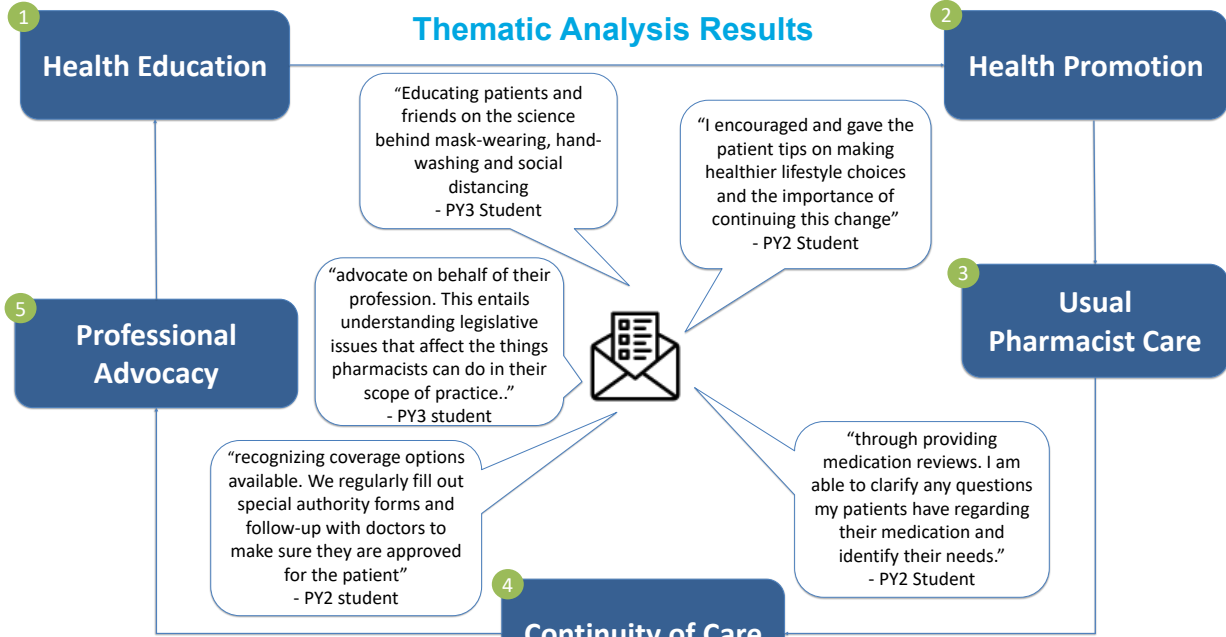 Thematic Analysis Results
1
Health Education
2
Health Promotion
“Educating patients and
friends on the science
behind mask-wearing, hand-
washing and social
distancing
- PY3 Student
“I encouraged and gave the
patient tips on making
healthier lifestyle choices
and the importance of
continuing this change”
- PY2 Student
3
Usual
Pharmacist Care
5
Professional
Advocacy
“advocate on behalf of their
profession. This entails
understanding legislative
issues that affect the things
pharmacists can do in their
scope of practice..”
- PY3 student
“recognizing coverage options
available. We regularly fill out
special authority forms and
follow-up with doctors to
make sure they are approved
for the patient”
- PY2 student
“through providing
medication reviews. I am
able to clarify any questions
my patients have regarding
their medication and
identify their needs.”
- PY2 Student
4
Continuity of Care